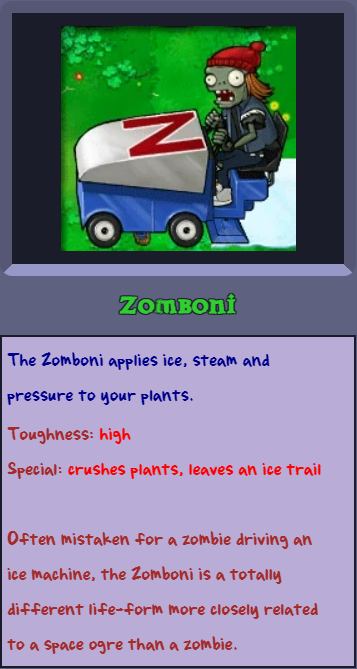 Z
Zomboni
The Zomboni applies ice, steam and
pressure to your plants.
Toughness: high
Special: crushes plants, leaves an ice trail
Often mistaken for a zombie driving an
ice machine, the Zomboni is a totally
different life-form more closely related
to a space ogre than a zombie.